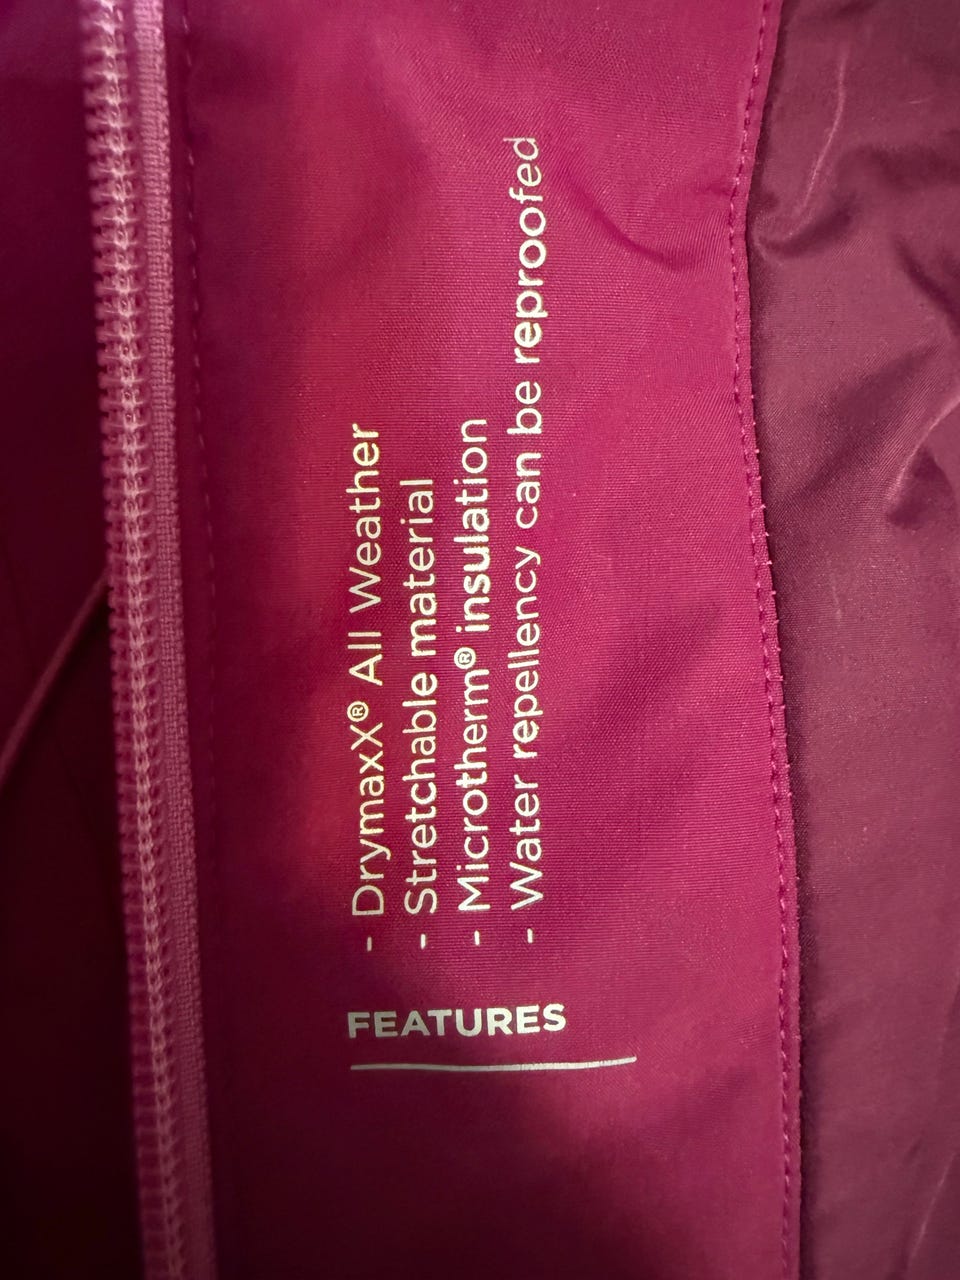 FEATURES
- DrymaxX® All Weather
- Stretchable material
- Microtherm® insulation
- Water repellency can be reproofed